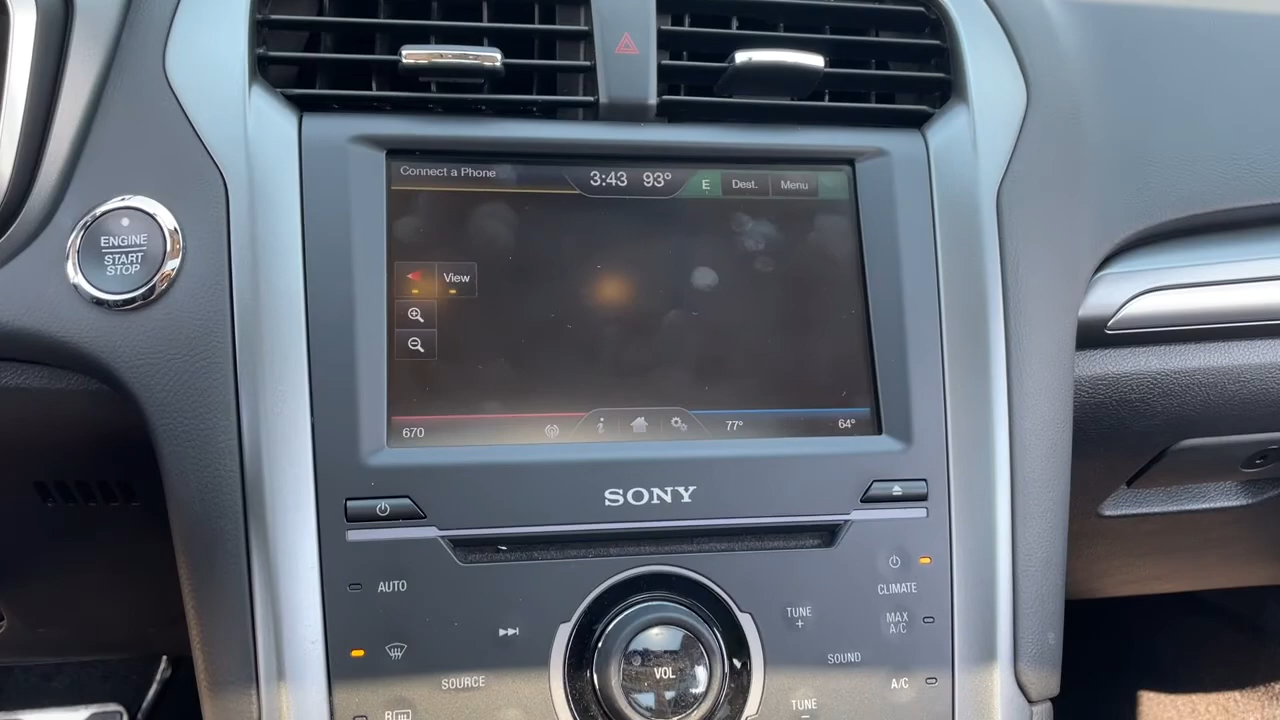 Connect a Phone
3:43 93°
E
Dest.
Menu
ENGINE
START
STOP
View
670
77°
64°
SONY
AUTO
CLIMATE
TUNE
+
MAX
A/C
VOL
SOUND
SOURCE
A/C
TUNE
R